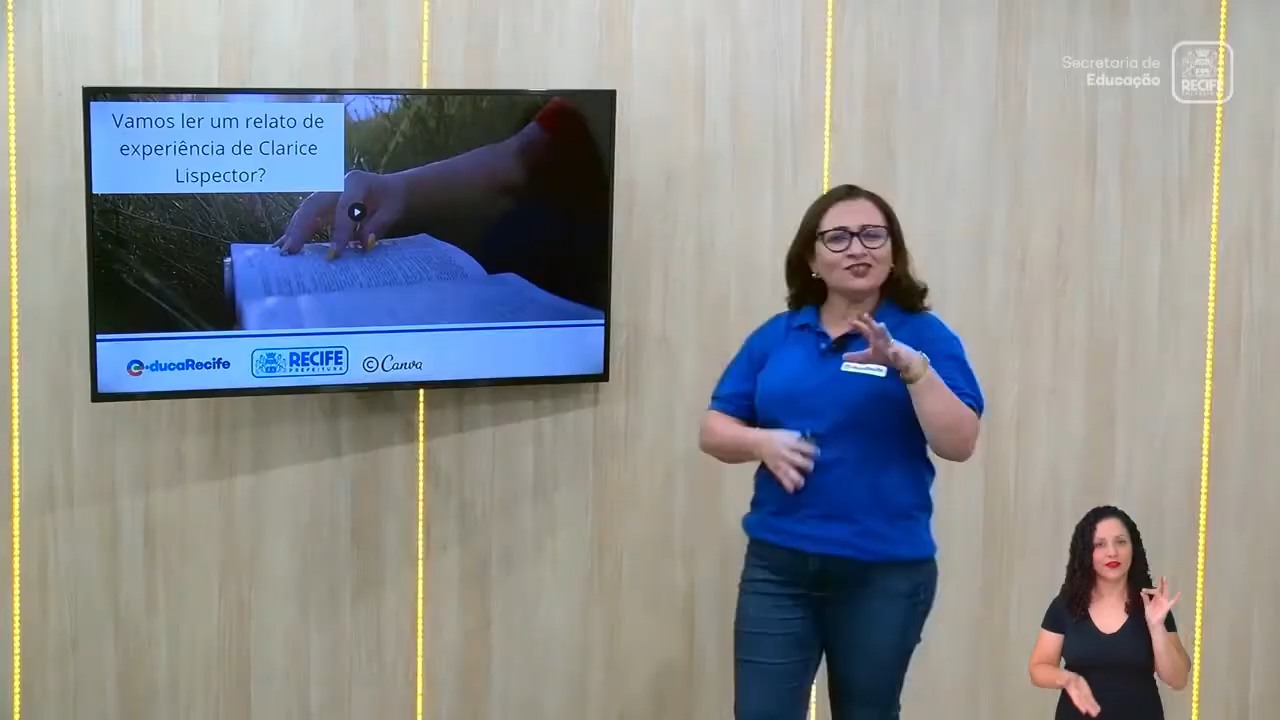 Vamos ler um relato de
experiência de Clarice
Lispector?
EducaRecife
RECIFE
PREFEITURA
© Canva
Secretaria de
Educação
RECIFE